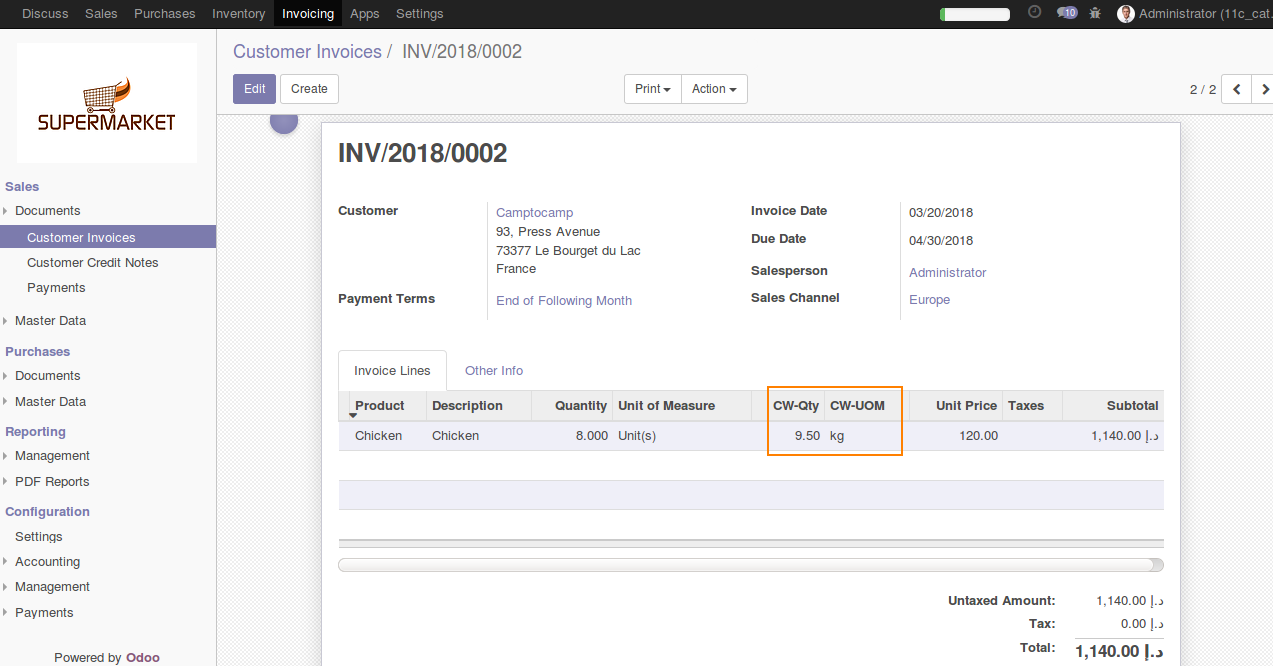 Discuss Sales Purchases Inventory Invoicing Apps Settings 10 Administrator (11c_cat.
SUPERMARKET
Sales
Documents
Customer Invoices
Customer Credit Notes
Payments
Master Data
Purchases
Documents
Master Data
Reporting
Management
PDF Reports
Configuration
Settings
Accounting
Management
Payments
Powered by Odoo
Customer Invoices / INV/2018/0002
Edit Create Print Action 2 / 2
INV/2018/0002
Customer Camptocamp
93, Press Avenue
73377 Le Bourget du Lac
France
Payment Terms End of Following Month
Invoice Date 03/20/2018
Due Date 04/30/2018
Salesperson Administrator
Sales Channel Europe
Invoice Lines Other Info
Product Description Quantity Unit of Measure CW-Qty CW-UOM Unit Price Taxes Subtotal
Chicken Chicken 8.000 Unit(s) 9.50 kg 120.00 1,140.00 د.إ
Untaxed Amount: 1,140.00 د.إ
Tax: 0.00 د.إ
Total: 1,140.00 د.إ